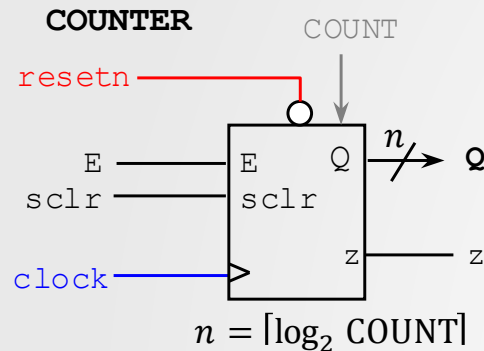 COUNTER
COUNT
resetn
n
E E Q Q
sclr sclr
z z
clock
n = ⌈log₂ COUNT⌉